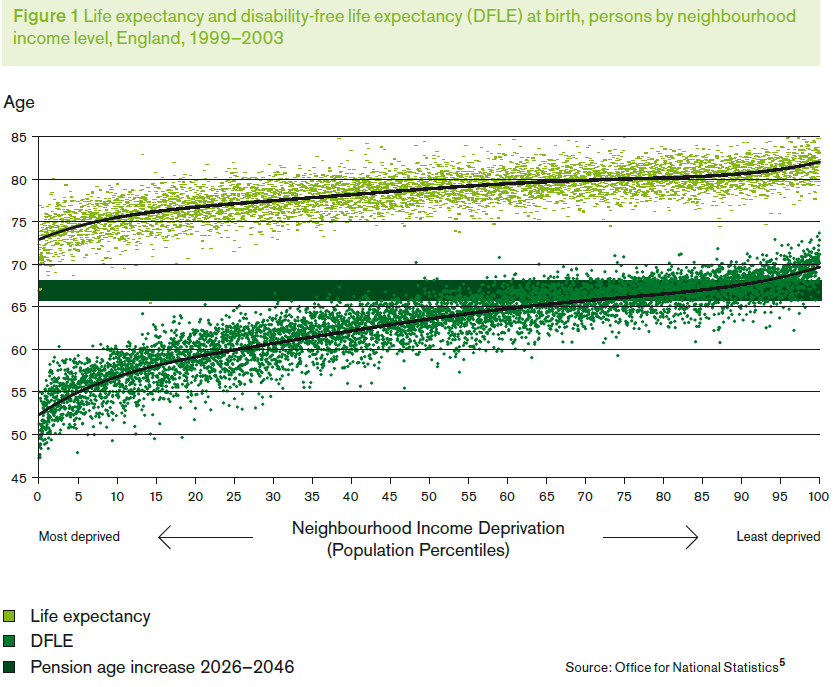 Figure 1 Life expectancy and disability-free life expectancy (DFLE) at birth, persons by neighbourhood
income level, England, 1999–2003
Age
85
80
75
70
65
60
55
50
45
0 5 10 15 20 25 30 35 40 45 50 55 60 65 70 75 80 85 90 95 100
Most deprived Neighbourhood Income Deprivation Least deprived
(Population Percentiles)
Life expectancy
DFLE
Pension age increase 2026–2046 Source: Office for National Statistics⁵